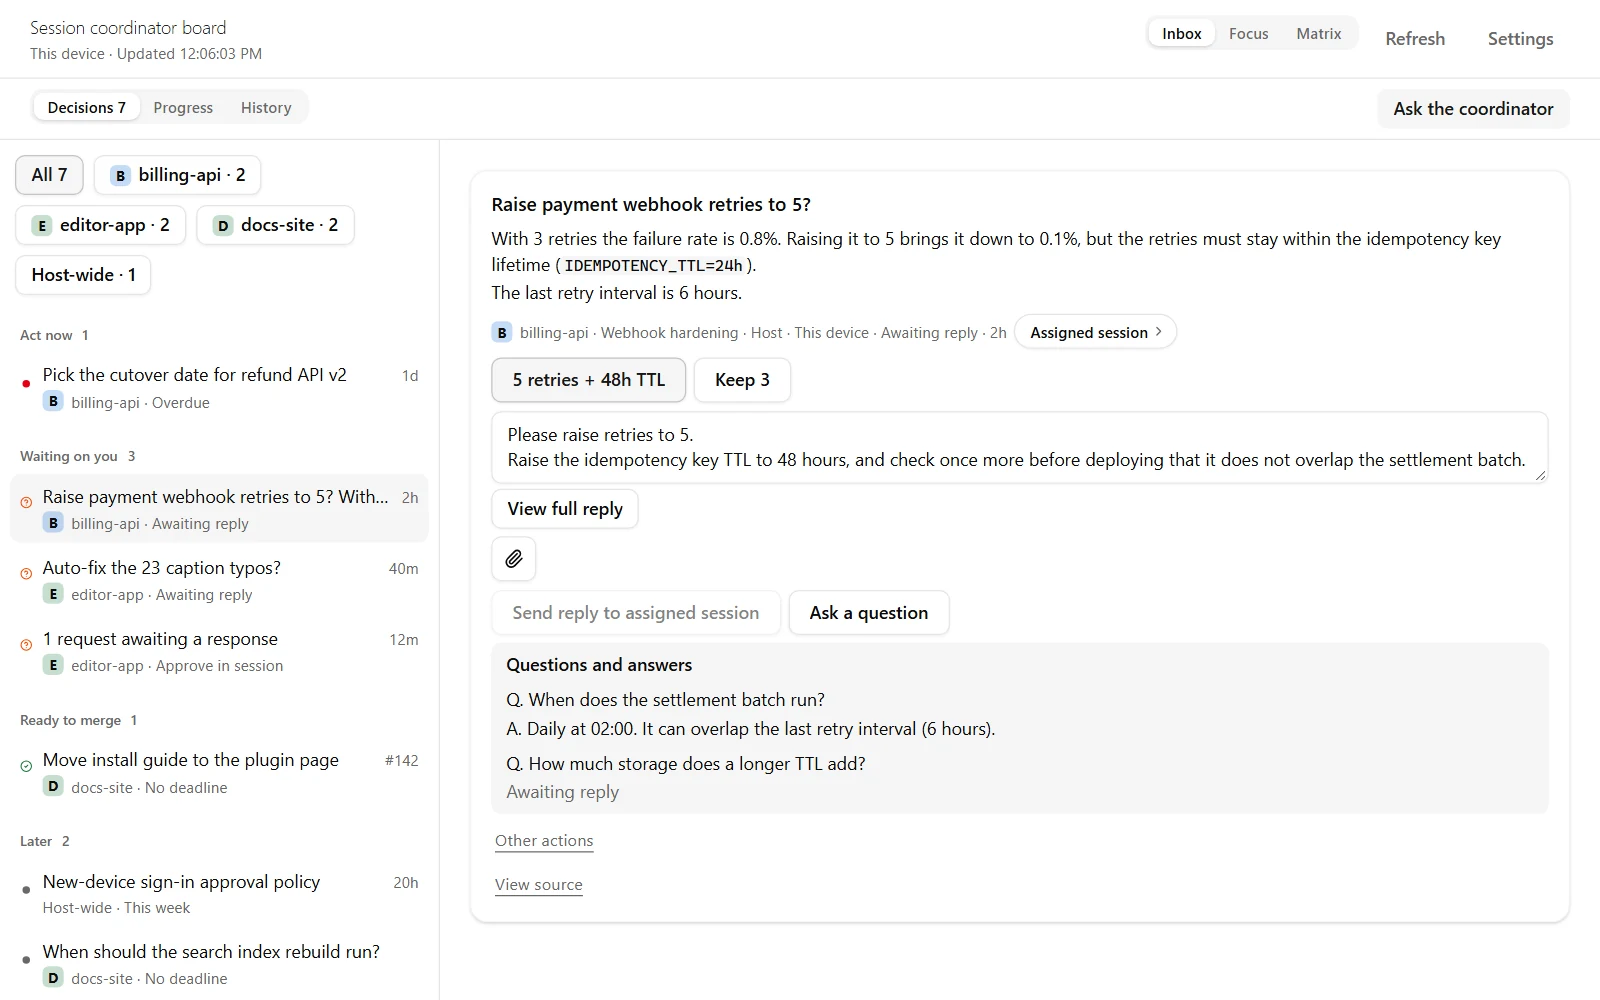 Session coordinator board
This device · Updated 12:06:03 PM
Inbox
Focus
Matrix
Refresh
Settings
Decisions 7
Progress
History
Ask the coordinator
All 7
B billing-api · 2
E editor-app · 2
D docs-site · 2
Host-wide · 1
Act now 1
Pick the cutover date for refund API v2 1d
B billing-api · Overdue
Waiting on you 3
Raise payment webhook retries to 5? With... 2h
B billing-api · Awaiting reply
Auto-fix the 23 caption typos? 40m
E editor-app · Awaiting reply
1 request awaiting a response 12m
E editor-app · Approve in session
Ready to merge 1
Move install guide to the plugin page #142
D docs-site · No deadline
Later 2
New-device sign-in approval policy 20h
Host-wide · This week
When should the search index rebuild run?
D docs-site · No deadline
Raise payment webhook retries to 5?
With 3 retries the failure rate is 0.8%. Raising it to 5 brings it down to 0.1%, but the retries must stay within the idempotency key
lifetime ( IDEMPOTENCY_TTL=24h ).
The last retry interval is 6 hours.
B billing-api · Webhook hardening · Host · This device · Awaiting reply · 2h
Assigned session
5 retries + 48h TTL
Keep 3
Please raise retries to 5.
Raise the idempotency key TTL to 48 hours, and check once more before deploying that it does not overlap the settlement batch.
View full reply
Send reply to assigned session
Ask a question
Questions and answers
Q. When does the settlement batch run?
A. Daily at 02:00. It can overlap the last retry interval (6 hours).
Q. How much storage does a longer TTL add?
Awaiting reply
Other actions
View source